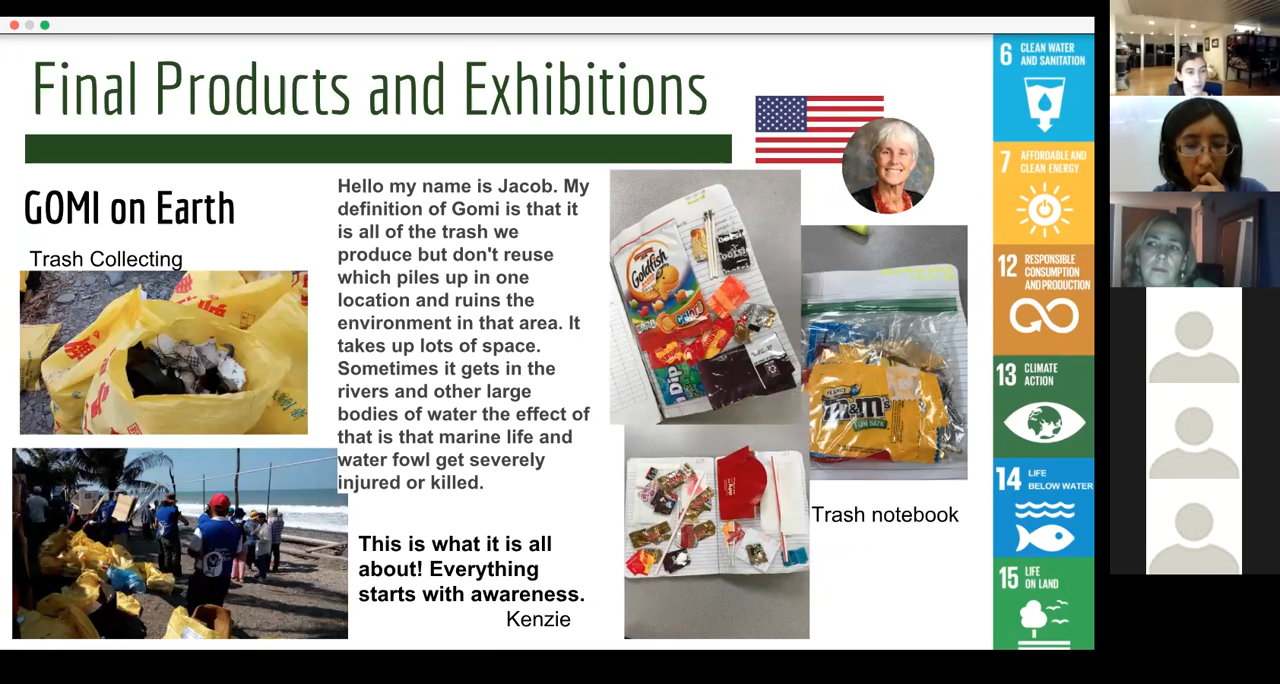 Final Products and Exhibitions
GOMI on Earth
Trash Collecting
Hello my name is Jacob. My
definition of Gomi is that it
is all of the trash we
produce but don't reuse
which piles up in one
location and ruins the
environment in that area. It
takes up lots of space.
Sometimes it gets in the
rivers and other large
bodies of water the effect of
that is that marine life and
water fowl get severely
injured or killed.
This is what it is all
about! Everything
starts with awareness.
Kenzie
Goldfish
Dip
PEANUT
M&M's
FUN SIZE
Trash notebook
6 CLEAN WATER
AND SANITATION
7 AFFORDABLE AND
CLEAN ENERGY
12 RESPONSIBLE
CONSUMPTION
AND PRODUCTION
13 CLIMATE
ACTION
14 LIFE
BELOW WATER
15 LIFE
ON LAND